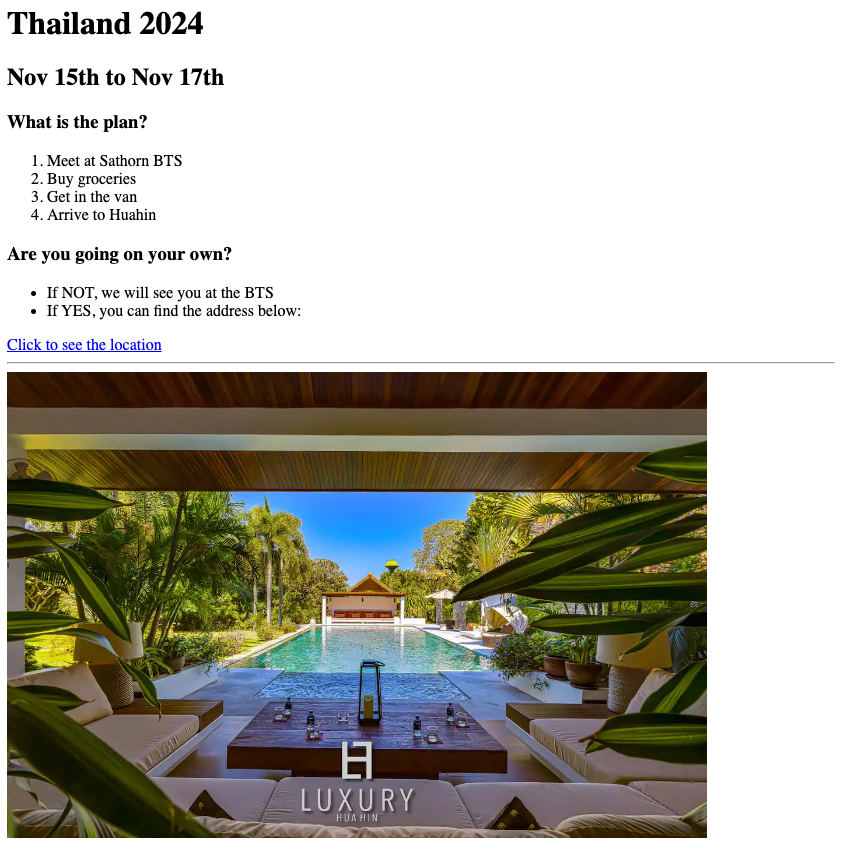 Thailand 2024
Nov 15th to Nov 17th
What is the plan?
1. Meet at Sathorn BTS
2. Buy groceries
3. Get in the van
4. Arrive to Huahin
Are you going on your own?
• If NOT, we will see you at the BTS
• If YES, you can find the address below:
Click to see the location
LUXURY
HUAHIN